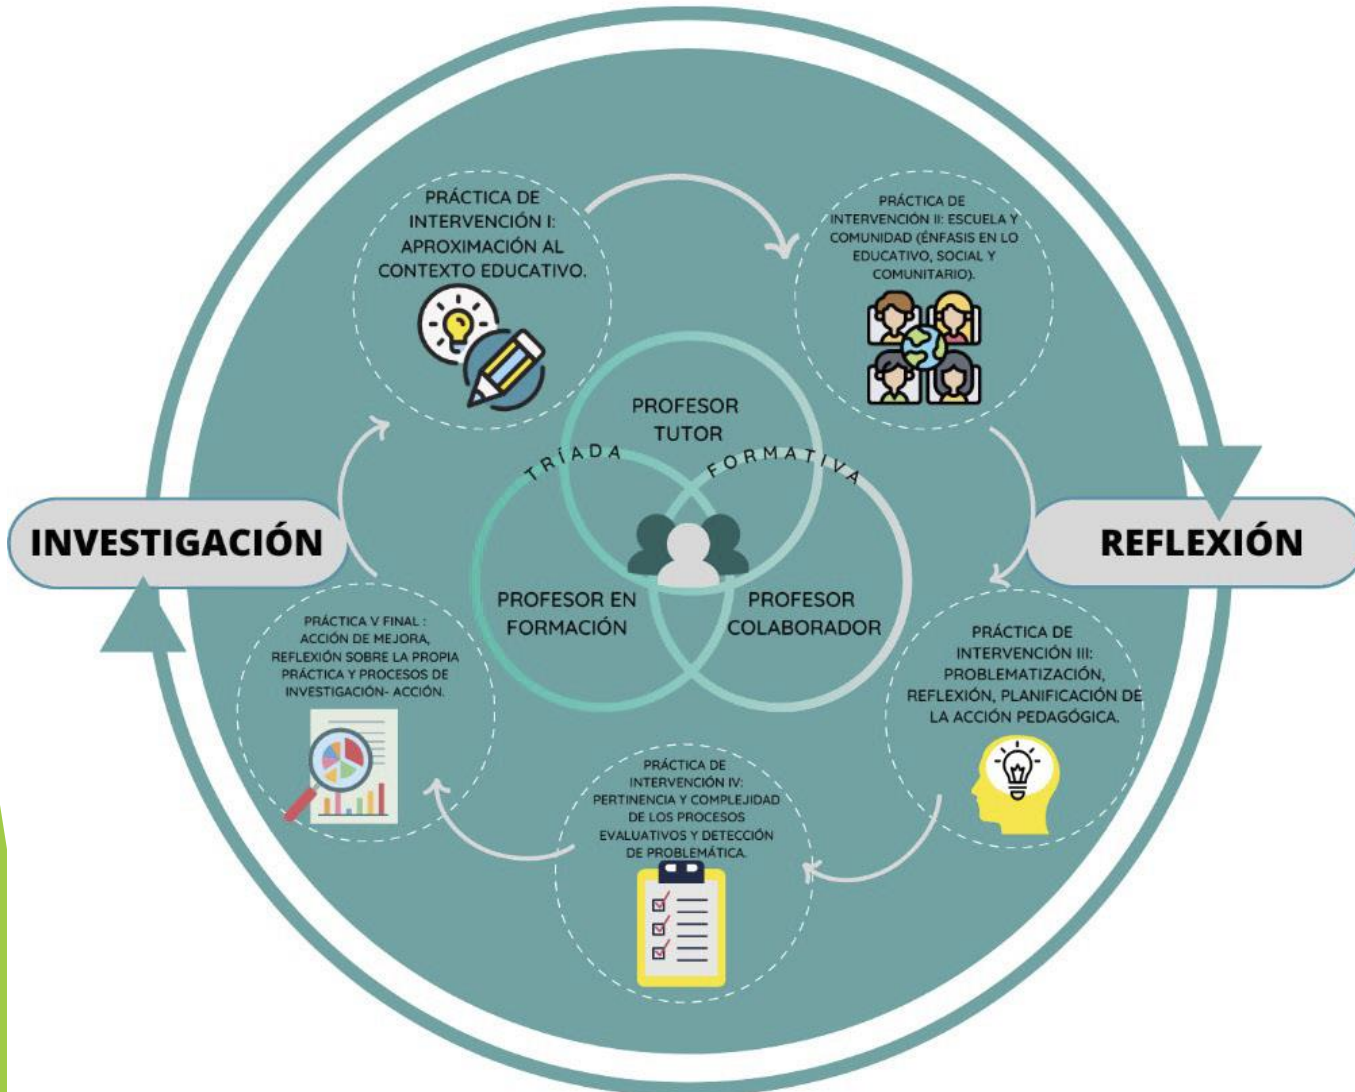 PRÁCTICA DE
INTERVENCIÓN I:
APROXIMACIÓN AL
CONTEXTO EDUCATIVO.
PRÁCTICA DE
INTERVENCIÓN II: ESCUELA Y
COMUNIDAD (ÉNFASIS EN LO
EDUCATIVO, SOCIAL Y
COMUNITARIO).
PROFESOR
TUTOR
TRÍADA FORMATIVA
INVESTIGACIÓN
REFLEXIÓN
PROFESOR EN
FORMACIÓN
PROFESOR
COLABORADOR
PRÁCTICA V FINAL :
ACCIÓN DE MEJORA,
REFLEXIÓN SOBRE LA PROPIA
PRÁCTICA Y PROCESOS DE
INVESTIGACIÓN- ACCIÓN.
PRÁCTICA DE
INTERVENCIÓN III:
PROBLEMATIZACIÓN,
REFLEXIÓN, PLANIFICACIÓN DE
LA ACCIÓN PEDAGÓGICA.
PRÁCTICA DE
INTERVENCIÓN IV:
PERTINENCIA Y COMPLEJIDAD
DE LOS PROCESOS
EVALUATIVOS Y DETECCIÓN
DE PROBLEMÁTICA.